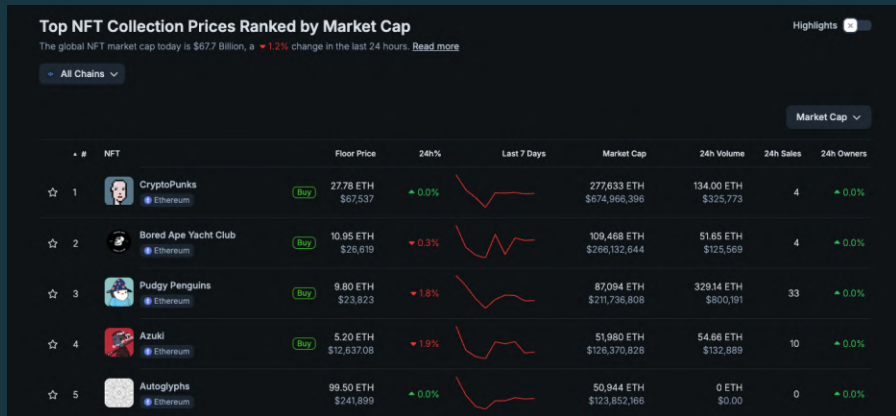 Top NFT Collection Prices Ranked by Market Cap
Highlights
The global NFT market cap today is $67.7 Billion, a ▼ 1.2% change in the last 24 hours. Read more
All Chains
Market Cap
# NFT Floor Price 24h% Last 7 Days Market Cap 24h Volume 24h Sales 24h Owners
CryptoPunks
1 Buy 27.78 ETH ▲ 0.0% 277,633 ETH 134.00 ETH 4 ▲ 0.0%
Ethereum $67,537 $674,966,396 $325,773
Bored Ape Yacht Club
2 Buy 10.95 ETH ▼ 0.3% 109,468 ETH 51.65 ETH 4 ▲ 0.0%
Ethereum $26,619 $266,132,644 $125,569
Pudgy Penguins
3 Buy 9.80 ETH ▼ 1.8% 87,094 ETH 329.14 ETH 33 ▲ 0.0%
Ethereum $23,823 $211,736,808 $800,191
Azuki
4 Buy 5.20 ETH ▼ 1.9% 51,980 ETH 54.66 ETH 10 ▲ 0.0%
Ethereum $12,637.08 $126,370,828 $132,889
Autoglyphs
5 99.50 ETH ▲ 0.0% 50,944 ETH 0 ETH 0 ▲ 0.0%
Ethereum $241,899 $123,852,166 $0.00